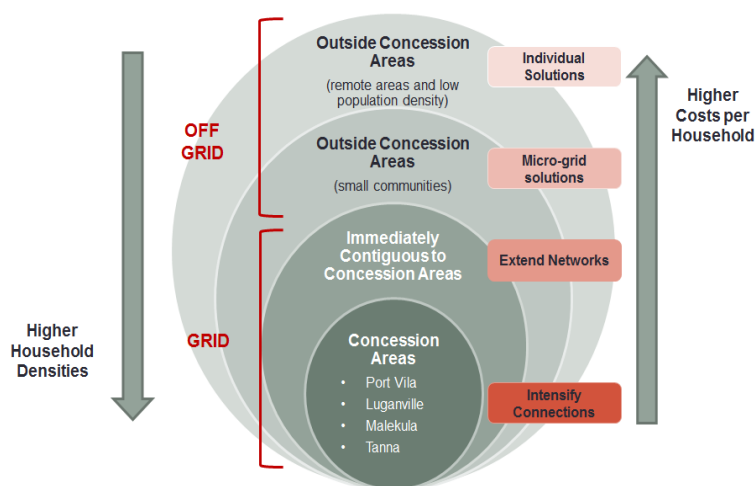 Outside Concession
Areas
(remote areas and low
population density)
Individual
Solutions
Higher
Costs per
Household
OFF
GRID
Outside Concession
Areas
(small communities)
Micro-grid
solutions
Immediately
Contiguous to
Concession Areas
Extend Networks
Higher
Household
Densities
GRID
Concession
Areas
• Port Vila
• Luganville
• Malekula
• Tanna
Intensify
Connections